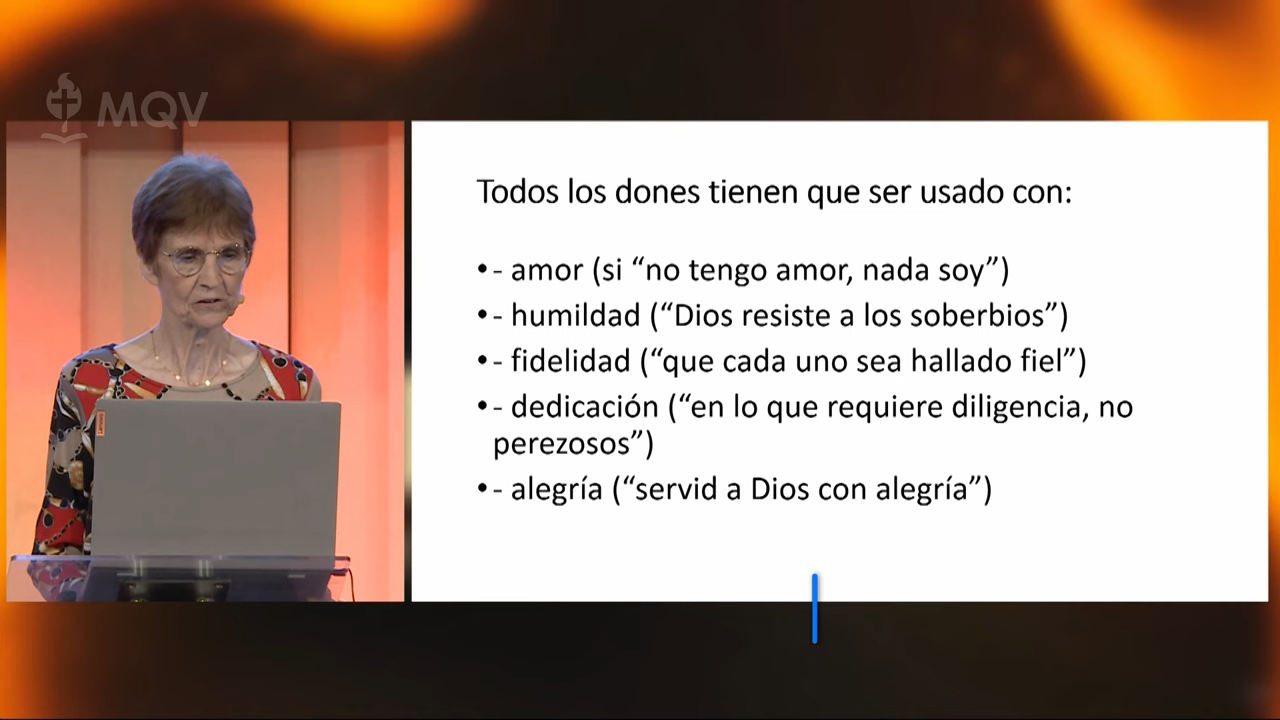 MQV
Todos los dones tienen que ser usado con:
•- amor (si “no tengo amor, nada soy”)
•- humildad (“Dios resiste a los soberbios”)
•- fidelidad (“que cada uno sea hallado fiel”)
•- dedicación (“en lo que requiere diligencia, no
perezosos”)
•- alegría (“servid a Dios con alegría”)
Lenovo